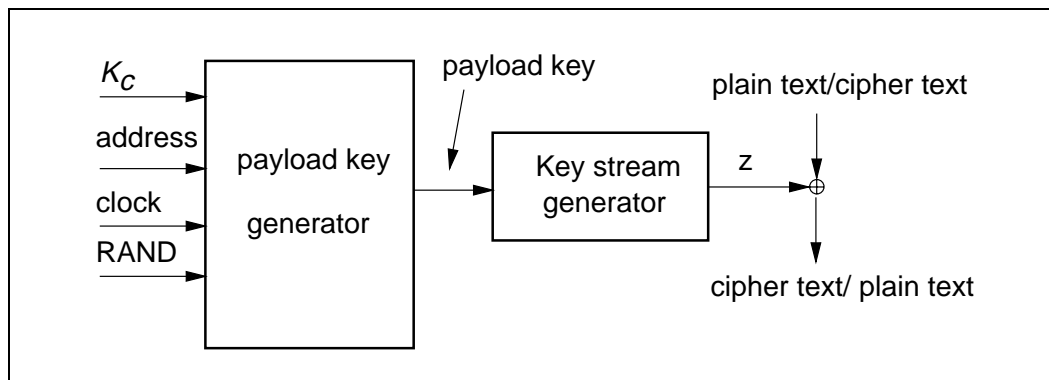 Kc
address
clock
RAND
payload key
generator
payload key
Key stream
generator
z
plain text/cipher text
cipher text/ plain text